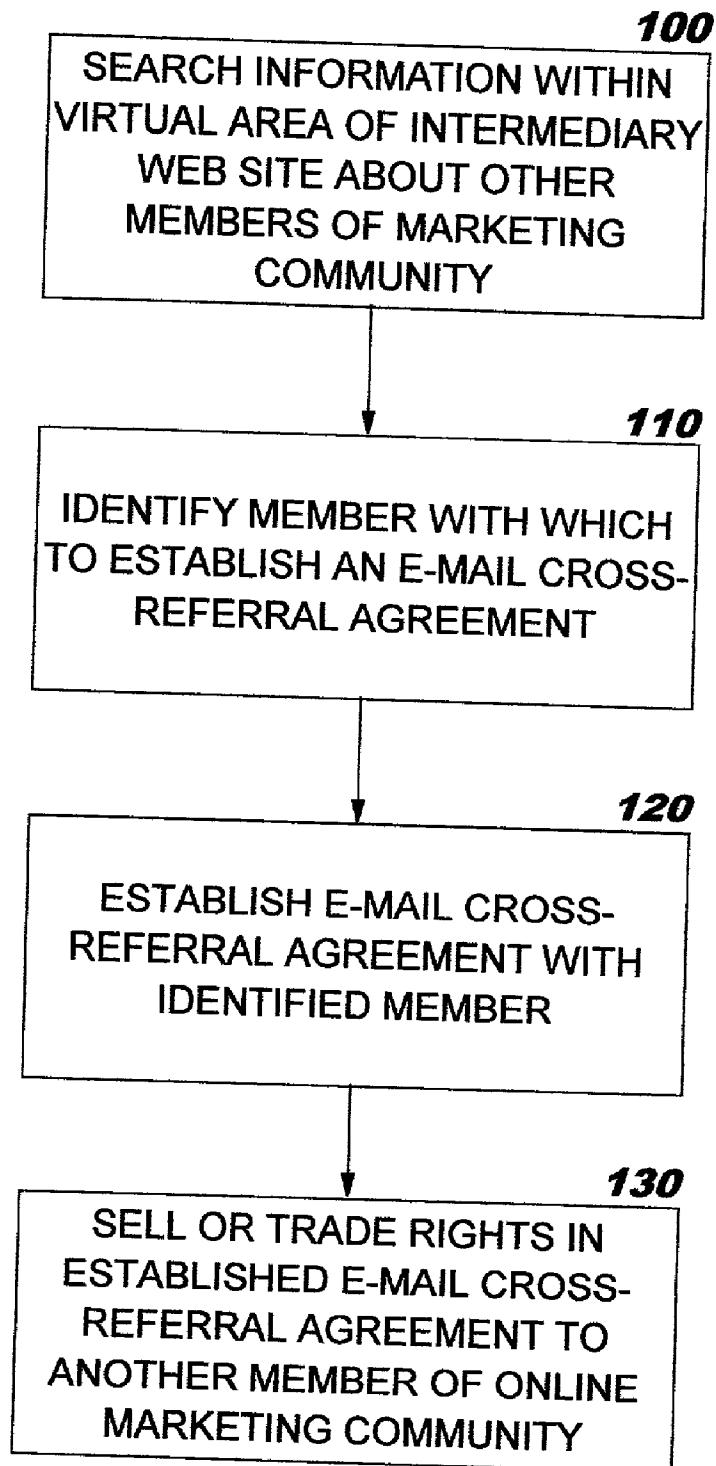 100
SEARCH INFORMATION WITHIN
VIRTUAL AREA OF INTERMEDIARY
WEB SITE ABOUT OTHER
MEMBERS OF MARKETING
COMMUNITY
110
IDENTIFY MEMBER WITH WHICH
TO ESTABLISH AN E-MAIL CROSS-
REFERRAL AGREEMENT
120
ESTABLISH E-MAIL CROSS-
REFERRAL AGREEMENT WITH
IDENTIFIED MEMBER
130
SELL OR TRADE RIGHTS IN
ESTABLISHED E-MAIL CROSS-
REFERRAL AGREEMENT TO
ANOTHER MEMBER OF ONLINE
MARKETING COMMUNITY